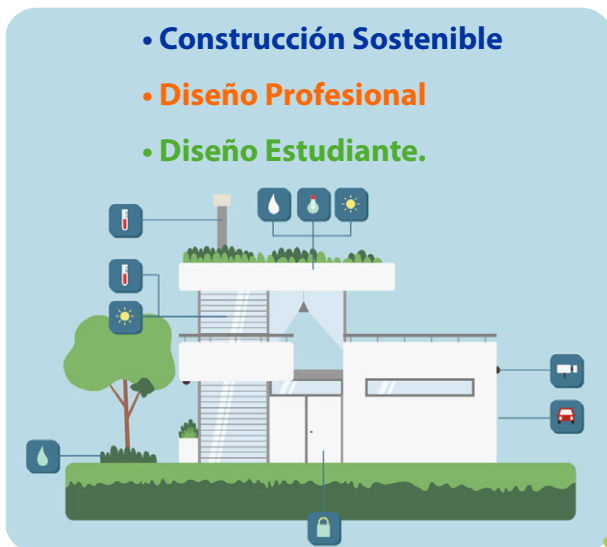 • Construcción Sostenible
• Diseño Profesional
• Diseño Estudiante.